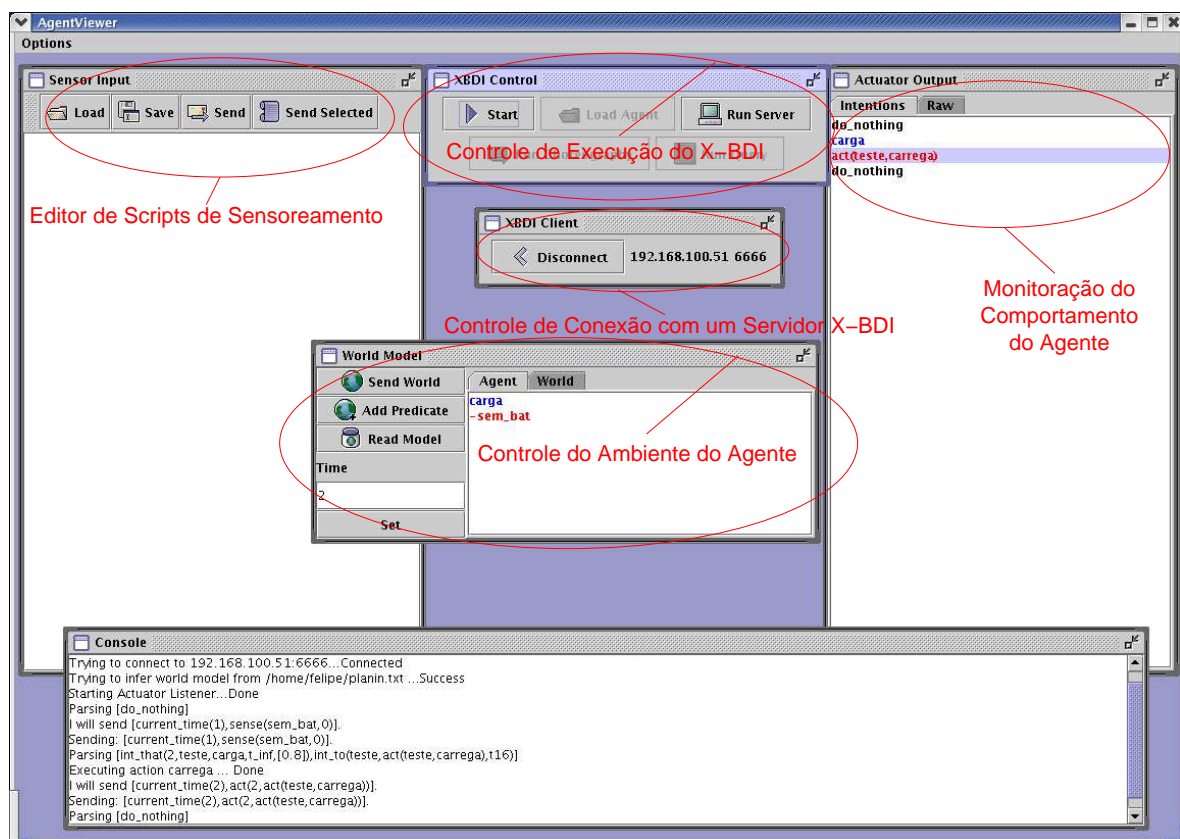 AgentViewer
Options
Sensor Input
Load Save Send Send Selected
Editor de Scripts de Sensoreamento
XBDI Control
Start Load Agent Run Server
Controle de Execução do X−BDI
XBDI Client
Disconnect 192.168.100.51 6666
Controle de Conexão com um Servidor X−BDI
Actuator Output
Intentions Raw
do_nothing
carga
act(teste,carrega)
do_nothing
Monitoração do
Comportamento
do Agente
World Model
Send World
Add Predicate
Read Model
Time
2
Set
Agent World
carga
-sem_bat
Controle do Ambiente do Agente
Console
Trying to connect to 192.168.100.51:6666...Connected
Trying to infer world model from /home/felipe/planin.txt ...Success
Starting Actuator Listener...Done
Parsing [do_nothing]
I will send [current_time(1),sense(sem_bat,0)].
Sending: [current_time(1),sense(sem_bat,0)].
Parsing [int_that(2,teste,carga,t_inf,[0.8]),int_to(teste,act(teste,carrega),t16)]
Executing action carrega ... Done
I will send [current_time(2),act(2,act(teste,carrega))].
Sending: [current_time(2),act(2,act(teste,carrega))].
Parsing [do_nothing]